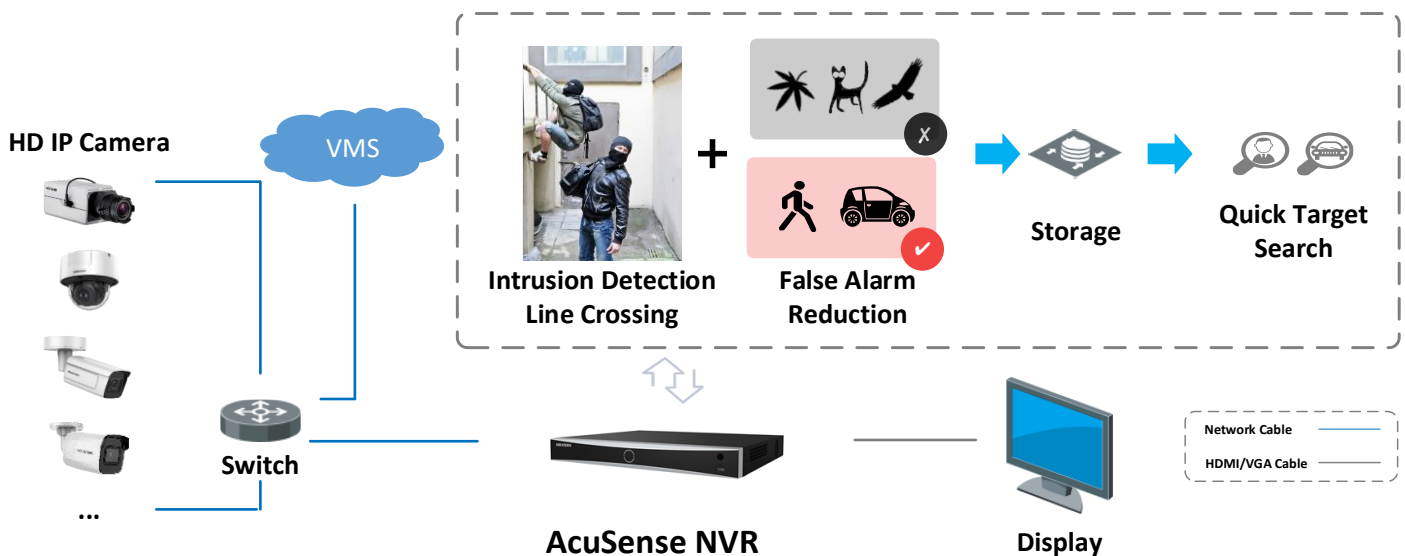 HD IP Camera
VMS
Intrusion Detection
Line Crossing
+
False Alarm
Reduction
Storage
Quick Target
Search
Switch
...
HIKVISION
AcuSense NVR
Display
Network Cable
HDMI/VGA Cable